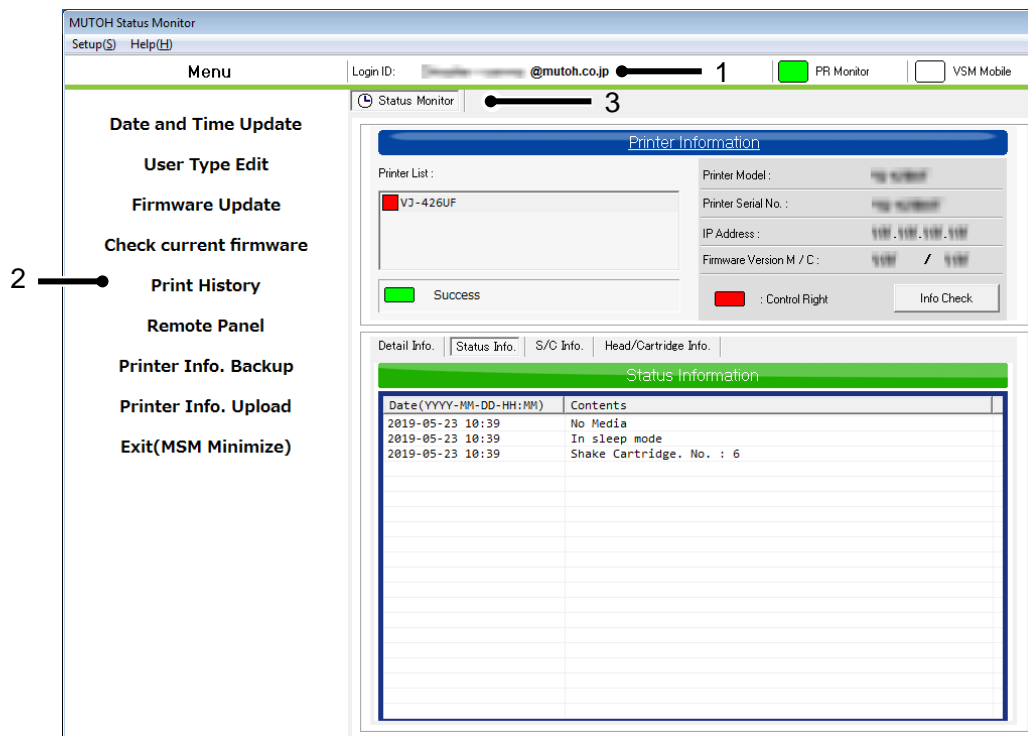 MUTOH Status Monitor
Setup(S) Help(H)
Menu
Login ID: @mutoh.co.jp 1 PR Monitor VSM Mobile
Status Monitor 3
Date and Time Update
User Type Edit
Firmware Update
Check current firmware
2 Print History
Remote Panel
Printer Info. Backup
Printer Info. Upload
Exit(MSM Minimize)
Printer Information
Printer List :
VJ-426UF
Success
Printer Model :
Printer Serial No. :
IP Address :
Firmware Version M / C : /
: Control Right Info Check
Detail Info. Status Info. S/C Info. Head/Cartridge Info.
Status Information
Date(YYYY-MM-DD-HH:MM) Contents
2019-05-23 10:39 No Media
2019-05-23 10:39 In sleep mode
2019-05-23 10:39 Shake Cartridge. No. : 6